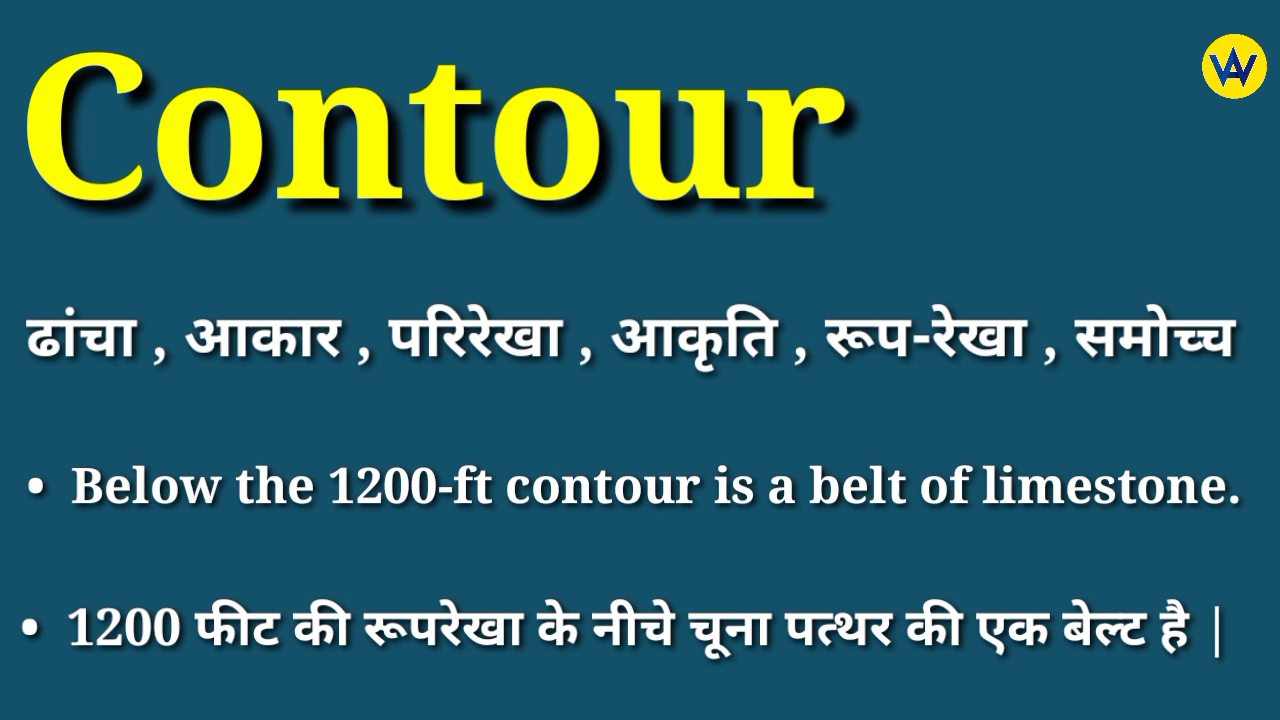 Contour
ढांचा , आकार , परिरेखा , आकृति , रूप-रेखा , समोच्च
• Below the 1200-ft contour is a belt of limestone.
• 1200 फीट की रूपरेखा के नीचे चूना पत्थर की एक बेल्ट है |